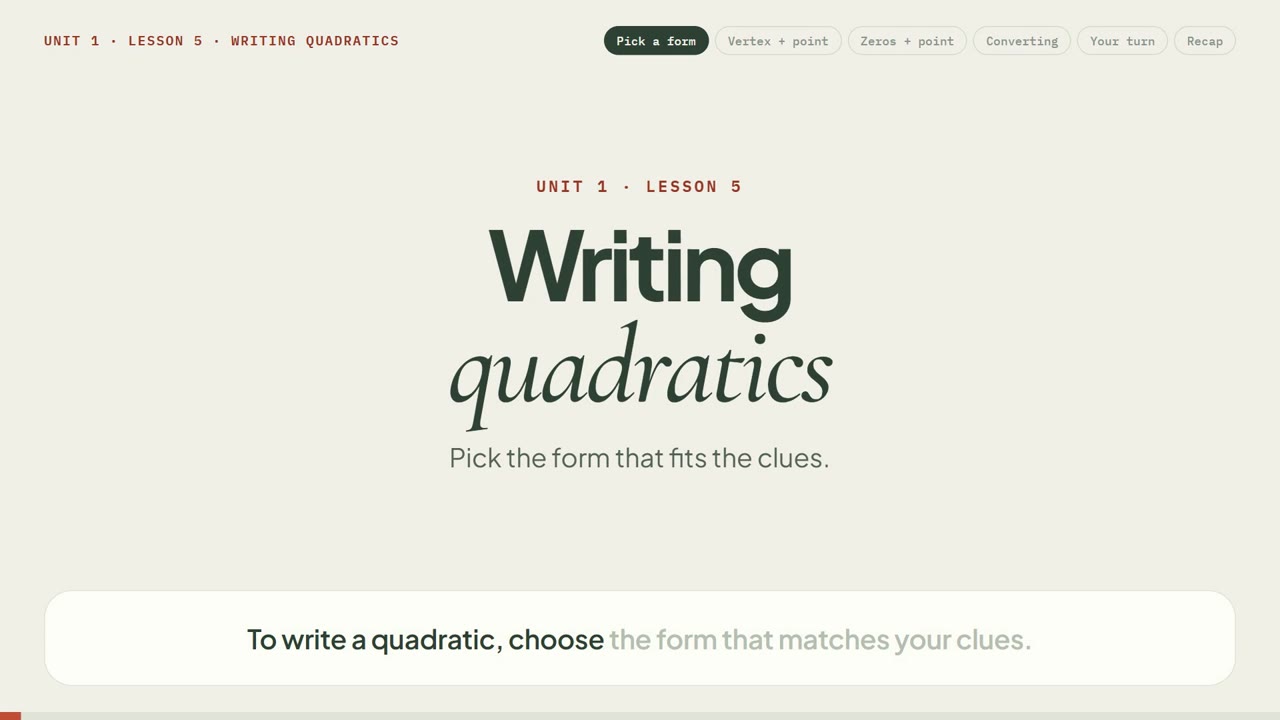 UNIT 1 · LESSON 5 · WRITING QUADRATICS
Pick a form
Vertex + point
Zeros + point
Converting
Your turn
Recap
UNIT 1 · LESSON 5
Writing
quadratics
Pick the form that fits the clues.
To write a quadratic, choose the form that matches your clues.